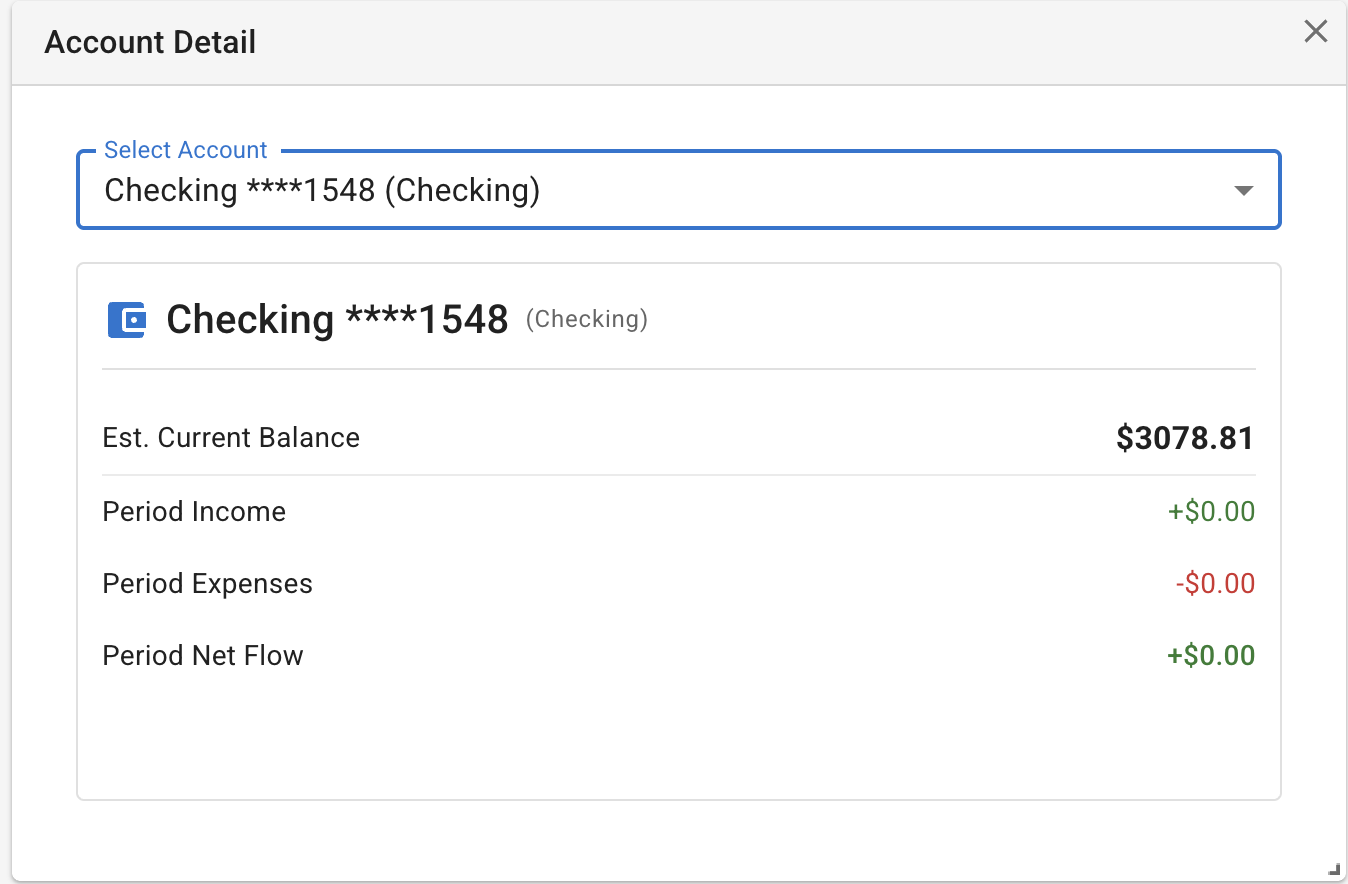 Account Detail
Select Account
Checking ****1548 (Checking)
Checking ****1548 (Checking)
Est. Current Balance $3078.81
Period Income +$0.00
Period Expenses -$0.00
Period Net Flow +$0.00